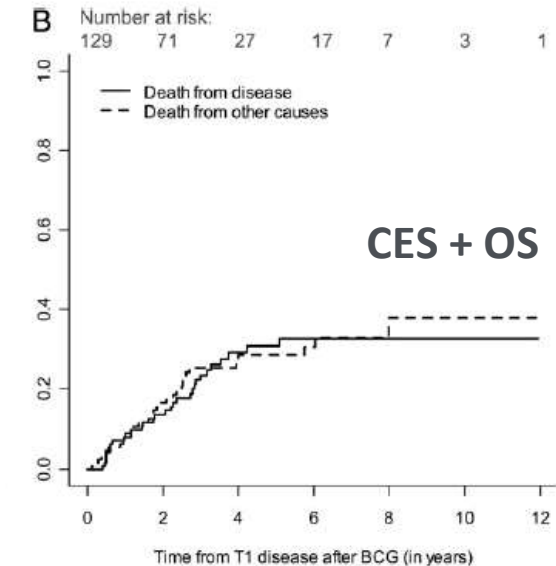 B
Number at risk:
129 71 27 17 7 3 1
1.0
Death from disease
Death from other causes
0.8
0.6
CES + OS
0.4
0.2
0.0
0 2 4 6 8 10 12
Time from T1 disease after BCG (in years)